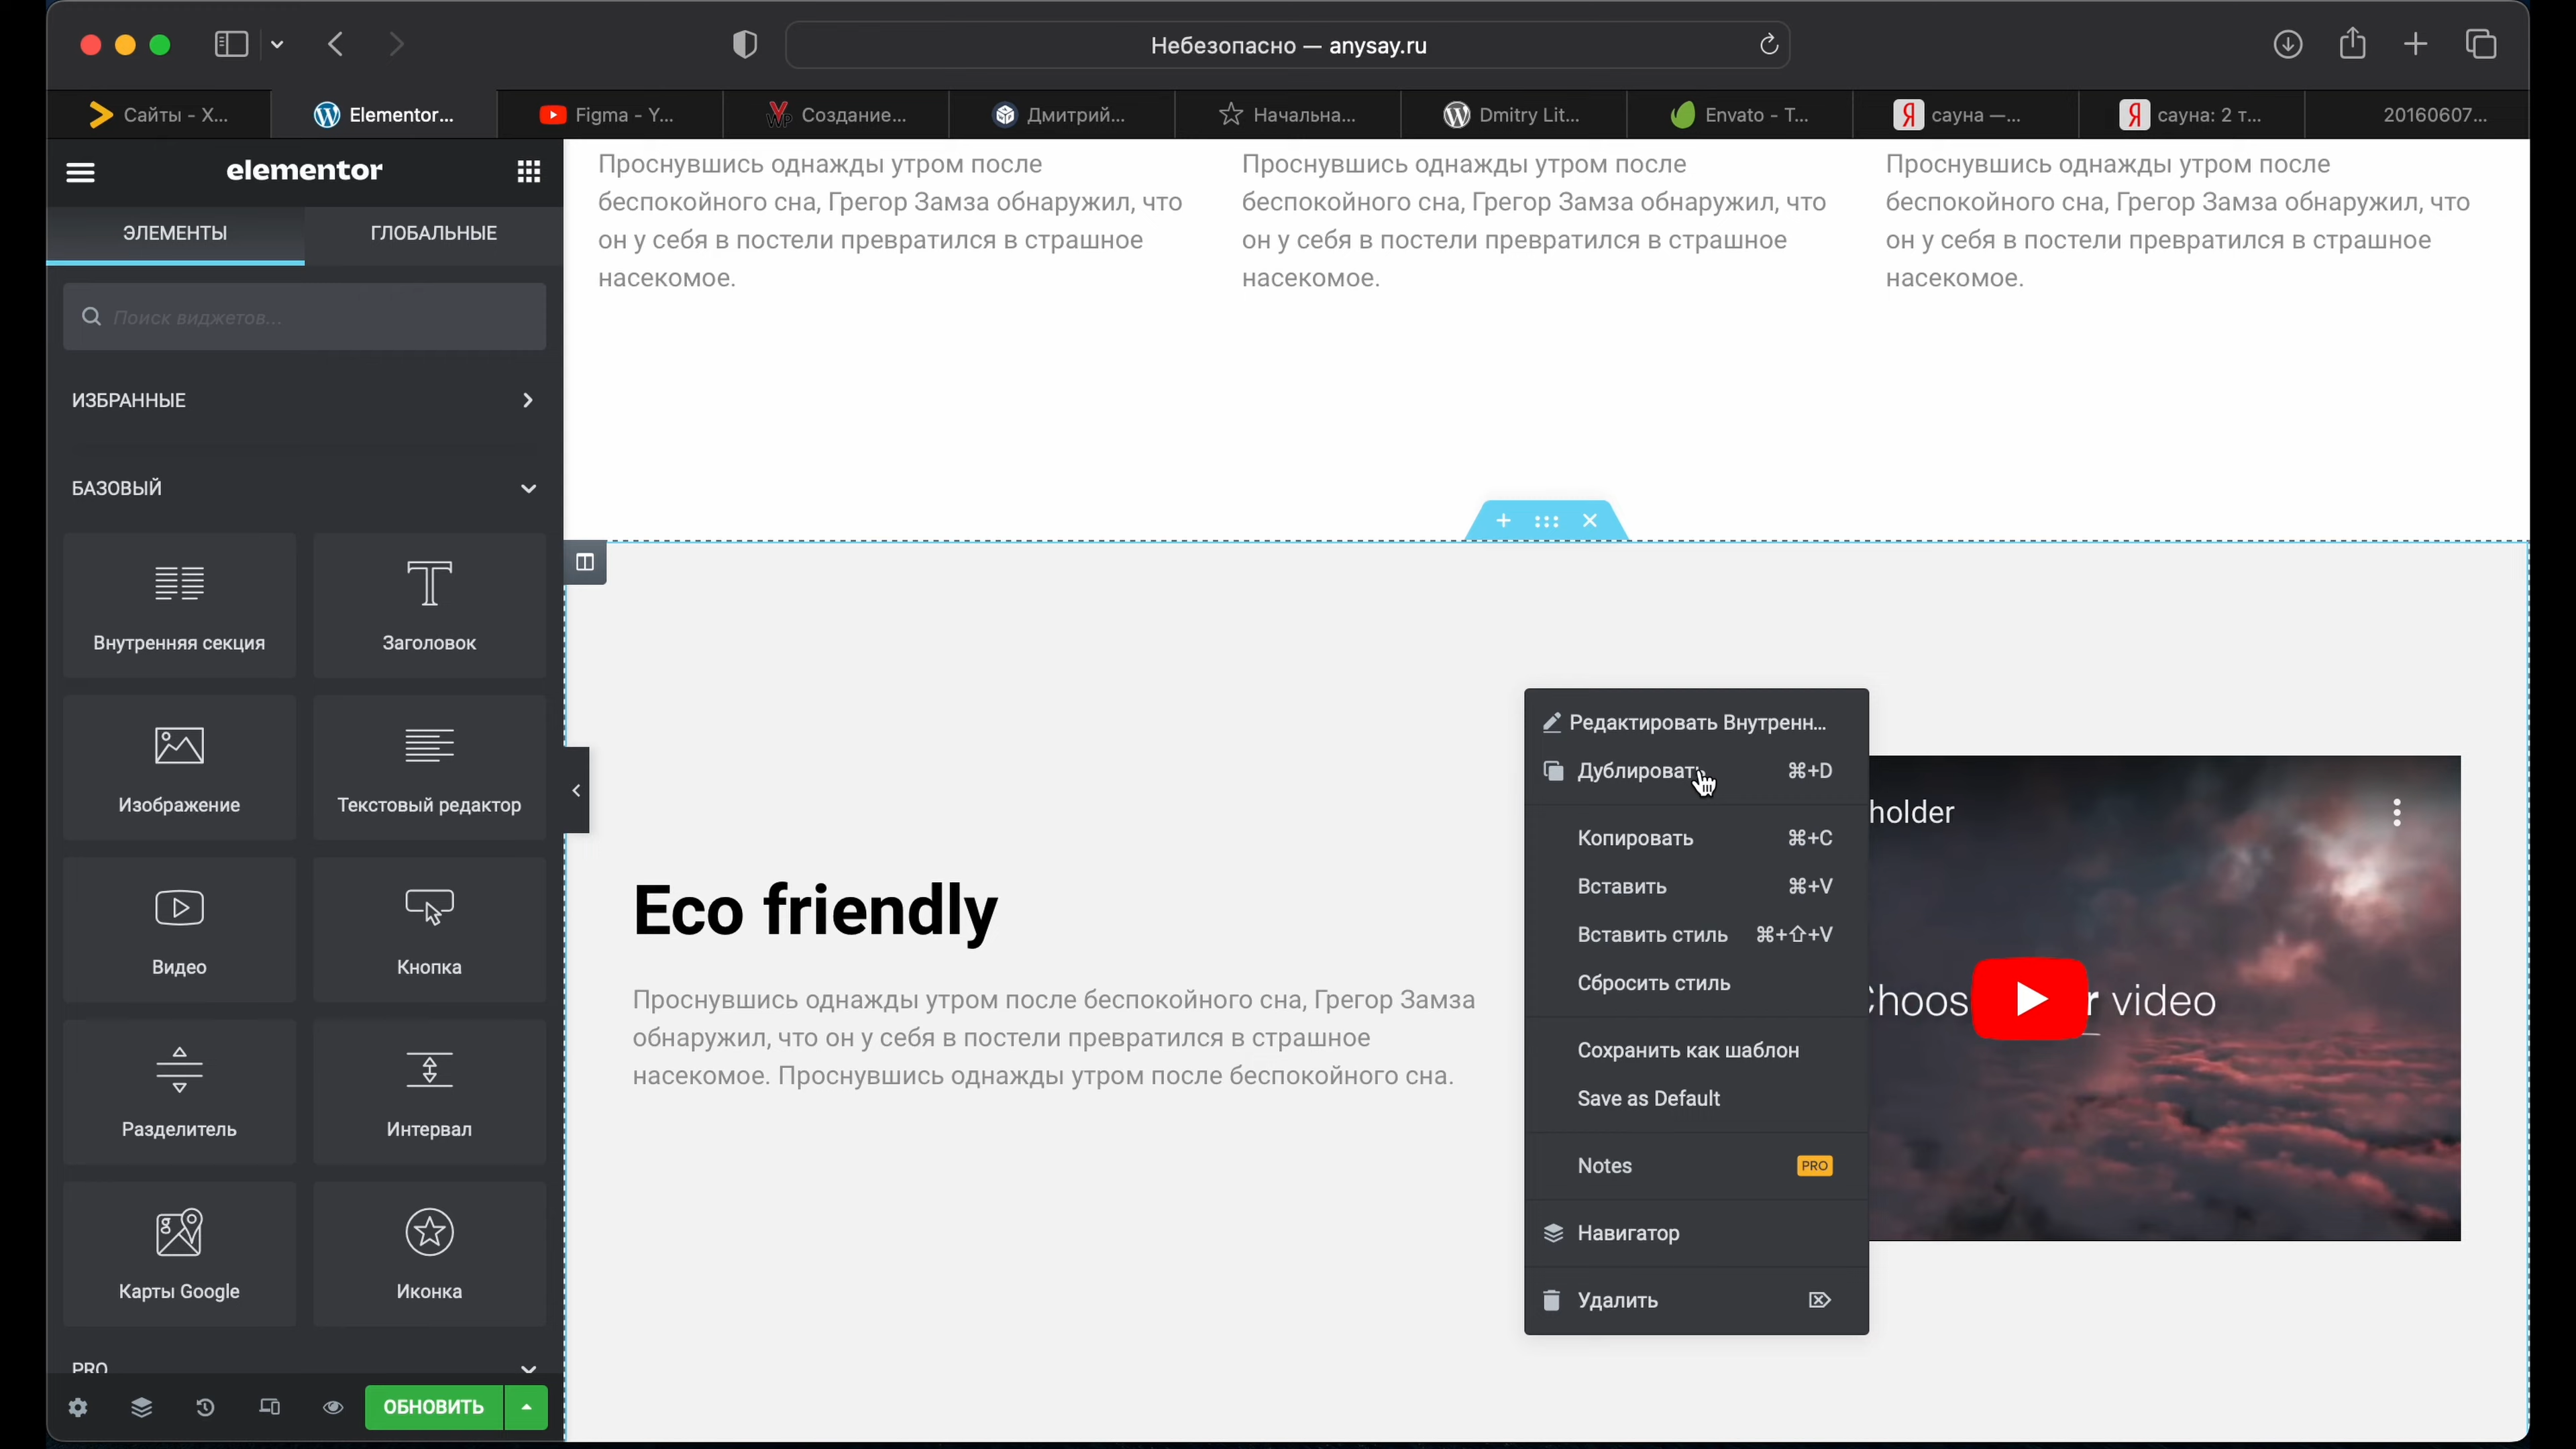 Небезопасно — anysay.ru
Сайты - X...
Elementor...
Figma - Y...
Создание...
Дмитрий...
Начальна...
Dmitry Lit...
Envato - T...
сауна —...
сауна: 2 т...
20160607...
elementor
ЭЛЕМЕНТЫ
ГЛОБАЛЬНЫЕ
Поиск виджетов...
ИЗБРАННЫЕ
БАЗОВЫЙ
Внутренняя секция
Заголовок
Изображение
Текстовый редактор
Видео
Кнопка
Разделитель
Интервал
Карты Google
Иконка
PRO
ОБНОВИТЬ
Проснувшись однажды утром после
беспокойного сна, Грегор Замза обнаружил, что
он у себя в постели превратился в страшное
насекомое.
Проснувшись однажды утром после
беспокойного сна, Грегор Замза обнаружил, что
он у себя в постели превратился в страшное
насекомое.
Проснувшись однажды утром после
беспокойного сна, Грегор Замза обнаружил, что
он у себя в постели превратился в страшное
насекомое.
Eco friendly
Проснувшись однажды утром после беспокойного сна, Грегор Замза
обнаружил, что он у себя в постели превратился в страшное
насекомое. Проснувшись однажды утром после беспокойного сна.
Редактировать Внутренн...
Дублировать ⌘+D
Копировать ⌘+C
Вставить ⌘+V
Вставить стиль ⌘+⇧+V
Сбросить стиль
Сохранить как шаблон
Save as Default
Notes PRO
Навигатор
Удалить
holder
hoos r video